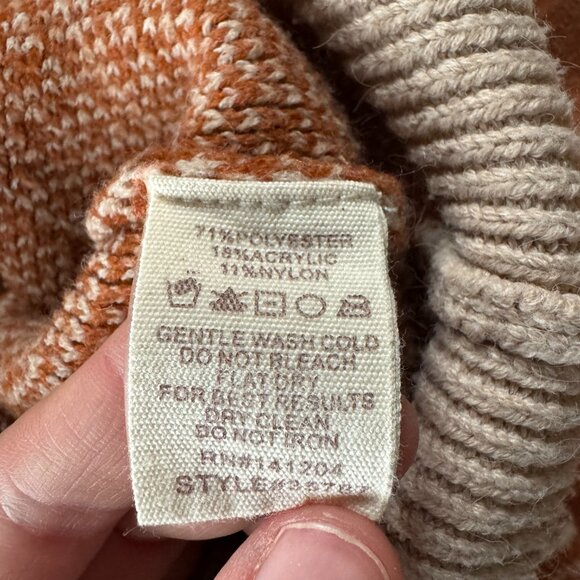 71%POLYESTER
18%ACRYLIC
11%NYLON
GENTLE WASH COLD
DO NOT BLEACH
FLAT DRY
FOR BEST RESULTS
DRY CLEAN
DO NOT IRON
RN#141204